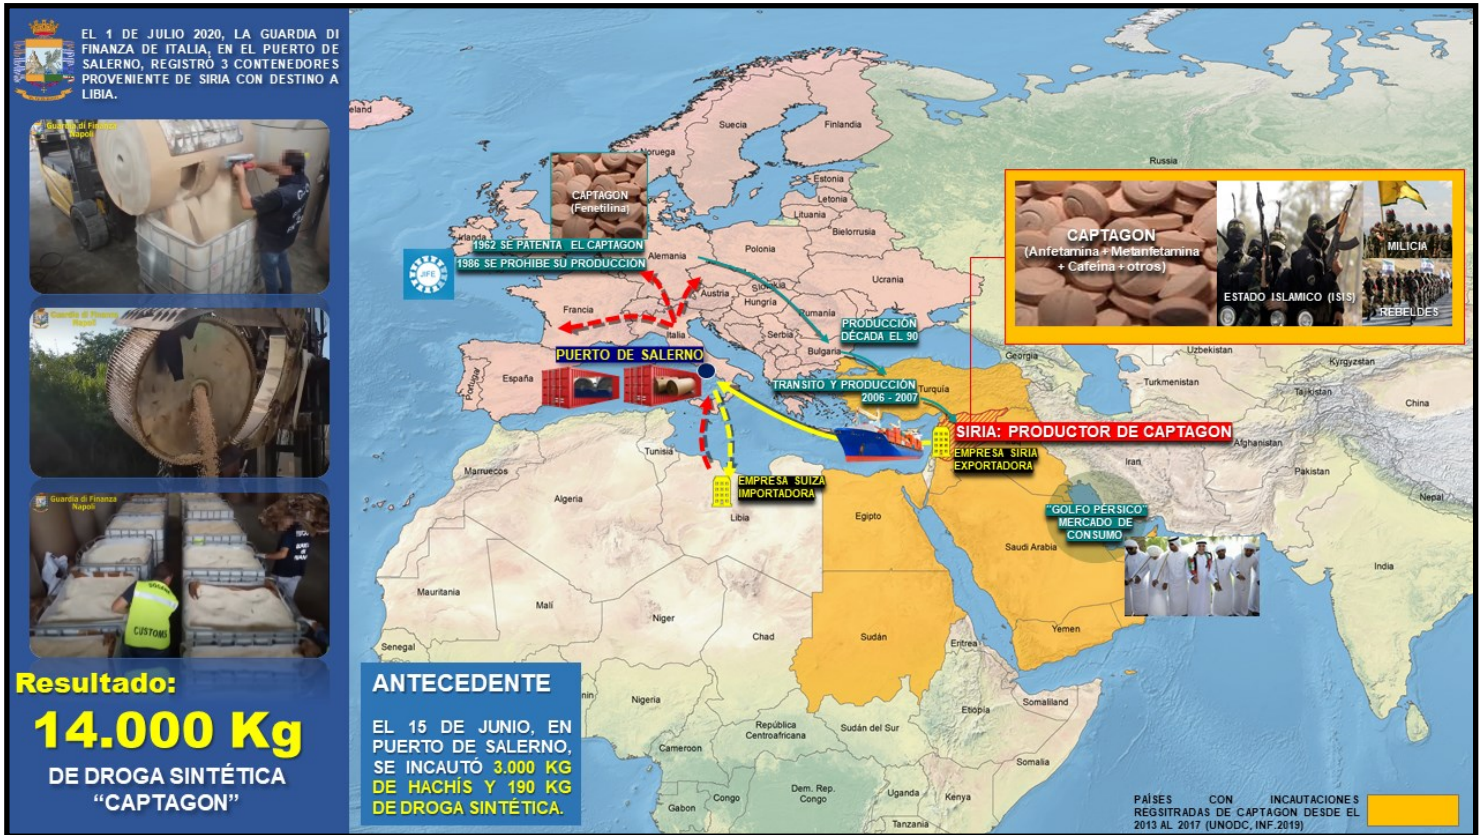 EL 1 DE JULIO 2020, LA GUARDIA DI
FINANZA DE ITALIA, EN EL PUERTO DE
SALERNO, REGISTRÓ 3 CONTENEDORES
PROVENIENTE DE SIRIA CON DESTINO A
LIBIA.
Guardia di Finanza
Napoli
Guardia di Finanza
Napoli
Guardia di Finanza
Napoli
CUSTOMS
Resultado:
14.000 Kg
DE DROGA SINTÉTICA
“CAPTAGON”
ANTECEDENTE
EL 15 DE JUNIO, EN
PUERTO DE SALERNO,
SE INCAUTÓ 3.000 KG
DE HACHÍS Y 190 KG
DE DROGA SINTÉTICA.
CAPTAGON
(Fenetilina)
1962 SE PATENTA EL CAPTAGON
1986 SE PROHIBE SU PRODUCCIÓN
JIFE
PRODUCCIÓN
DÉCADA EL 90
TRANSITO Y PRODUCCIÓN
2006 - 2007
PUERTO DE SALERNO
SIRIA: PRODUCTOR DE CAPTAGON
EMPRESA SIRIA
EXPORTADORA
EMPRESA SUIZA
IMPORTADORA
"GOLFO PÉRSICO"
MERCADO DE
CONSUMO
CAPTAGON
(Anfetamina + Metanfetamina
+ Cafeína + otros)
ESTADO ISLAMICO (ISIS)
MILICIA
REBELDES
eland
Suecia
Finlandia
Noruega
Russia
Estonia
Letonia
Lituania
Bielorrusia
Irlanda
Polonia
Alemania
Ucrania
Slovakia
Austria
Hungría
Francia
Rumania
Italia
Serbia
Bulgaria
Portugal
España
Georgia
Uzbekistan
Kyrgyzstan
Turkmenistan
Tajikistan
Turquía
China
Afghanistan
Iran
Pakistan
Nepal
Tunisia
Marruecos
Algeria
Libia
Egipto
Saudi Arabia
India
Mauritania
Malí
Niger
Chad
Sudán
Eritrea
Yemen
Senegal
nin
Nigeria
Etiopía
Somaliland
República
Centroafricana
Sudán del Sur
Cameroon
Somalia
Congo
Dem. Rep.
Congo
Uganda
Kenya
Gabon
Tanzania
PAÍSES CON INCAUTACIONES
REGSITRADAS DE CAPTAGON DESDE EL
2013 AL 2017 (UNODC, INF.2019)